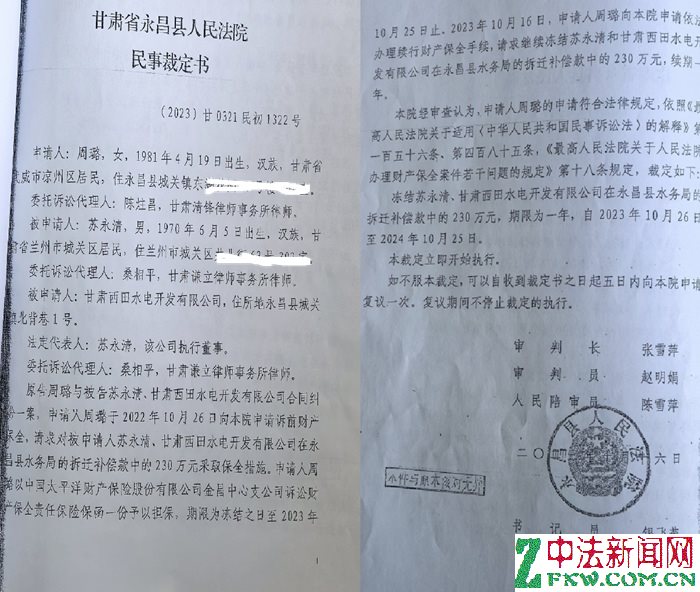 甘肃省永昌县人民法院
民事裁定书
（2023）甘0321民初1322号
申请人：周璐，女，1981年4月19日出生，汉族，甘肃省
武威市凉州区居民，住永昌县城关镇东
委托诉讼代理人：陈灶昌，甘肃清锋律师事务所律师。
被申请人：苏永清，男，1970年6月5日出生，汉族，甘
肃省兰州市城关区居民，住兰州市城关区
委托诉讼代理人：桑相平，甘肃谦立律师事务所律师。
被申请人：甘肃西田水电开发有限公司，住所地永昌县城关
镇北背巷1号。
法定代表人：苏永清，该公司执行董事。
委托诉讼代理人：桑相平，甘肃谦立律师事务所律师。
原告周璐与被告苏永清、甘肃西田水电开发有限公司合同纠
纷一案，申请人周璐于2022年10月26日向本院申请诉前财产
保全，请求对被申请人苏永清、甘肃西田水电开发有限公司在永
昌县水务局的拆迁补偿款中的230万元采取保全措施。申请人周
璐以中国太平洋财产保险股份有限公司金昌中心支公司诉讼财
产保全责任保险保函一份予以担保，期限为冻结之日至2023年
1
10月25日止。2023年10月16日，申请人周璐向本院申请依法
办理续行财产保全手续，请求继续冻结苏永清和甘肃西田水电开
发有限公司在永昌县水务局的拆迁补偿款中的230万元，续期一
年。
本院经审查认为，申请人周璐的申请符合法律规定，依照《最
高人民法院关于适用〈中华人民共和国民事诉讼法〉的解释》第
一百五十六条、第四百八十五条，《最高人民法院关于人民法院
办理财产保全案件若干问题的规定》第十八条规定，裁定如下：
冻结苏永清、甘肃西田水电开发有限公司在永昌县水务局的
拆迁补偿款中的230万元，期限为一年，自2023年10月26日
至2024年10月25日。
本裁定立即开始执行。
如不服本裁定，可以自收到裁定书之日起五日内向本院申请
复议一次。复议期间不停止裁定的执行。
审判长 张雪萍
审判员 赵明娟
人民陪审员 陈雪萍
二〇 六日
永昌县人民法院
本件与原本核对无异
书记员
中法新闻网
ZFKW.COM